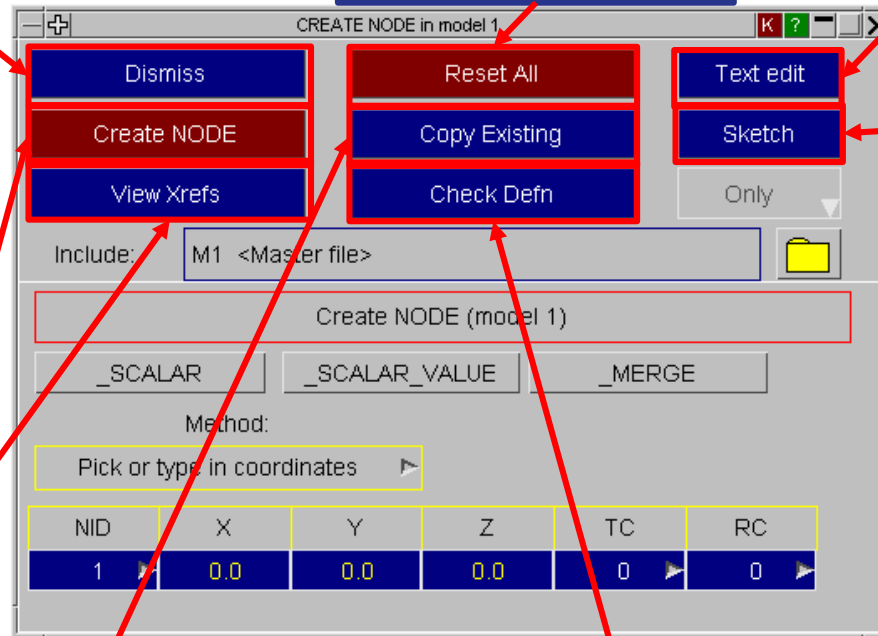 CREATE NODE in model 1 K ?
Dismiss Reset All Text edit
Create NODE Copy Existing Sketch
View Xrefs Check Defn Only
Include: M1 <Master file>
Create NODE (model 1)
_SCALAR _SCALAR_VALUE _MERGE
Method:
Pick or type in coordinates
NID X Y Z TC RC
1 0.0 0.0 0.0 0 0